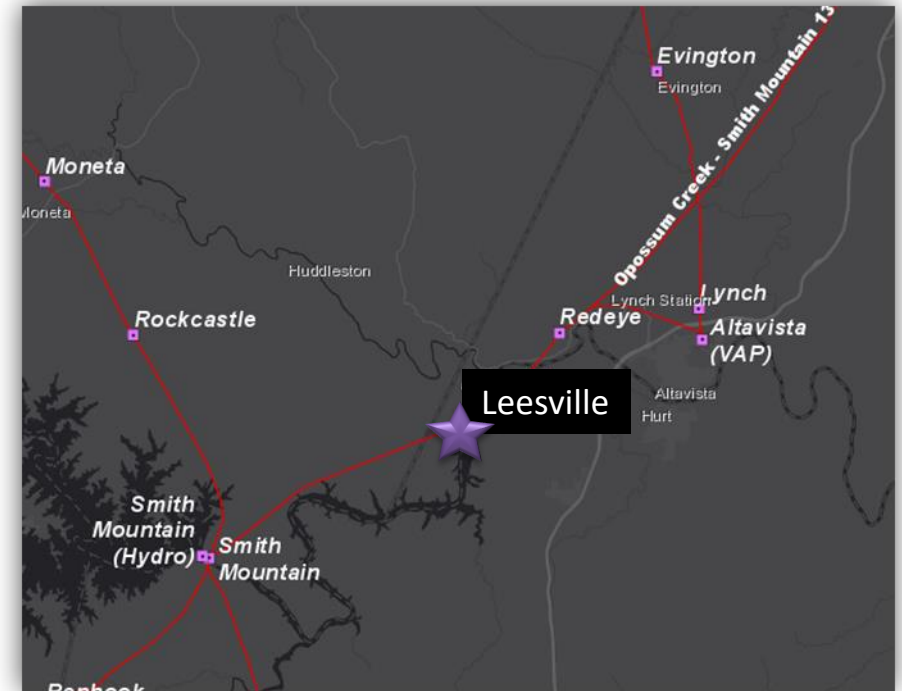 Evington
Evington
Opossum Creek - Smith Mountain 13
Moneta
Moneta
Huddleston
Rockcastle
Lynch Station
Lynch
Redeye
Altavista
(VAP)
Leesville
Altavista
Hurt
Smith
Mountain
(Hydro)
Smith
Mountain